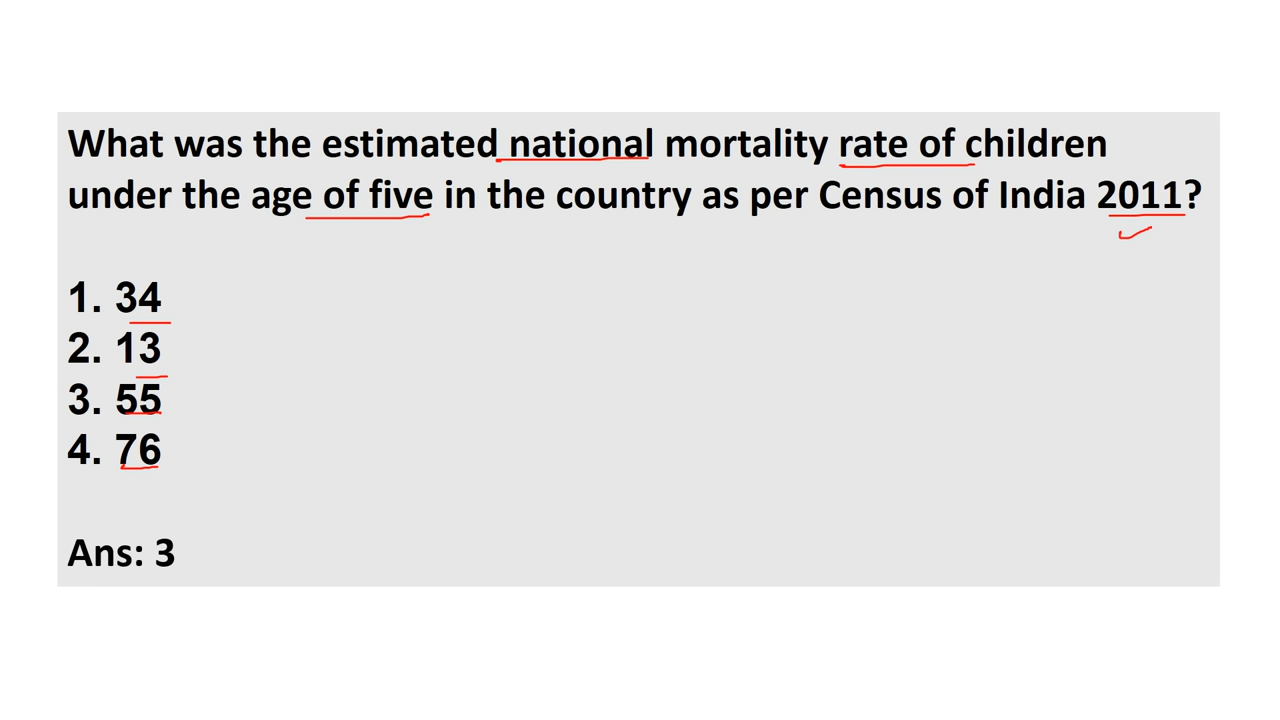 What was the estimated national mortality rate of children
under the age of five in the country as per Census of India 2011?
1. 34
2. 13
3. 55
4. 76
Ans: 3